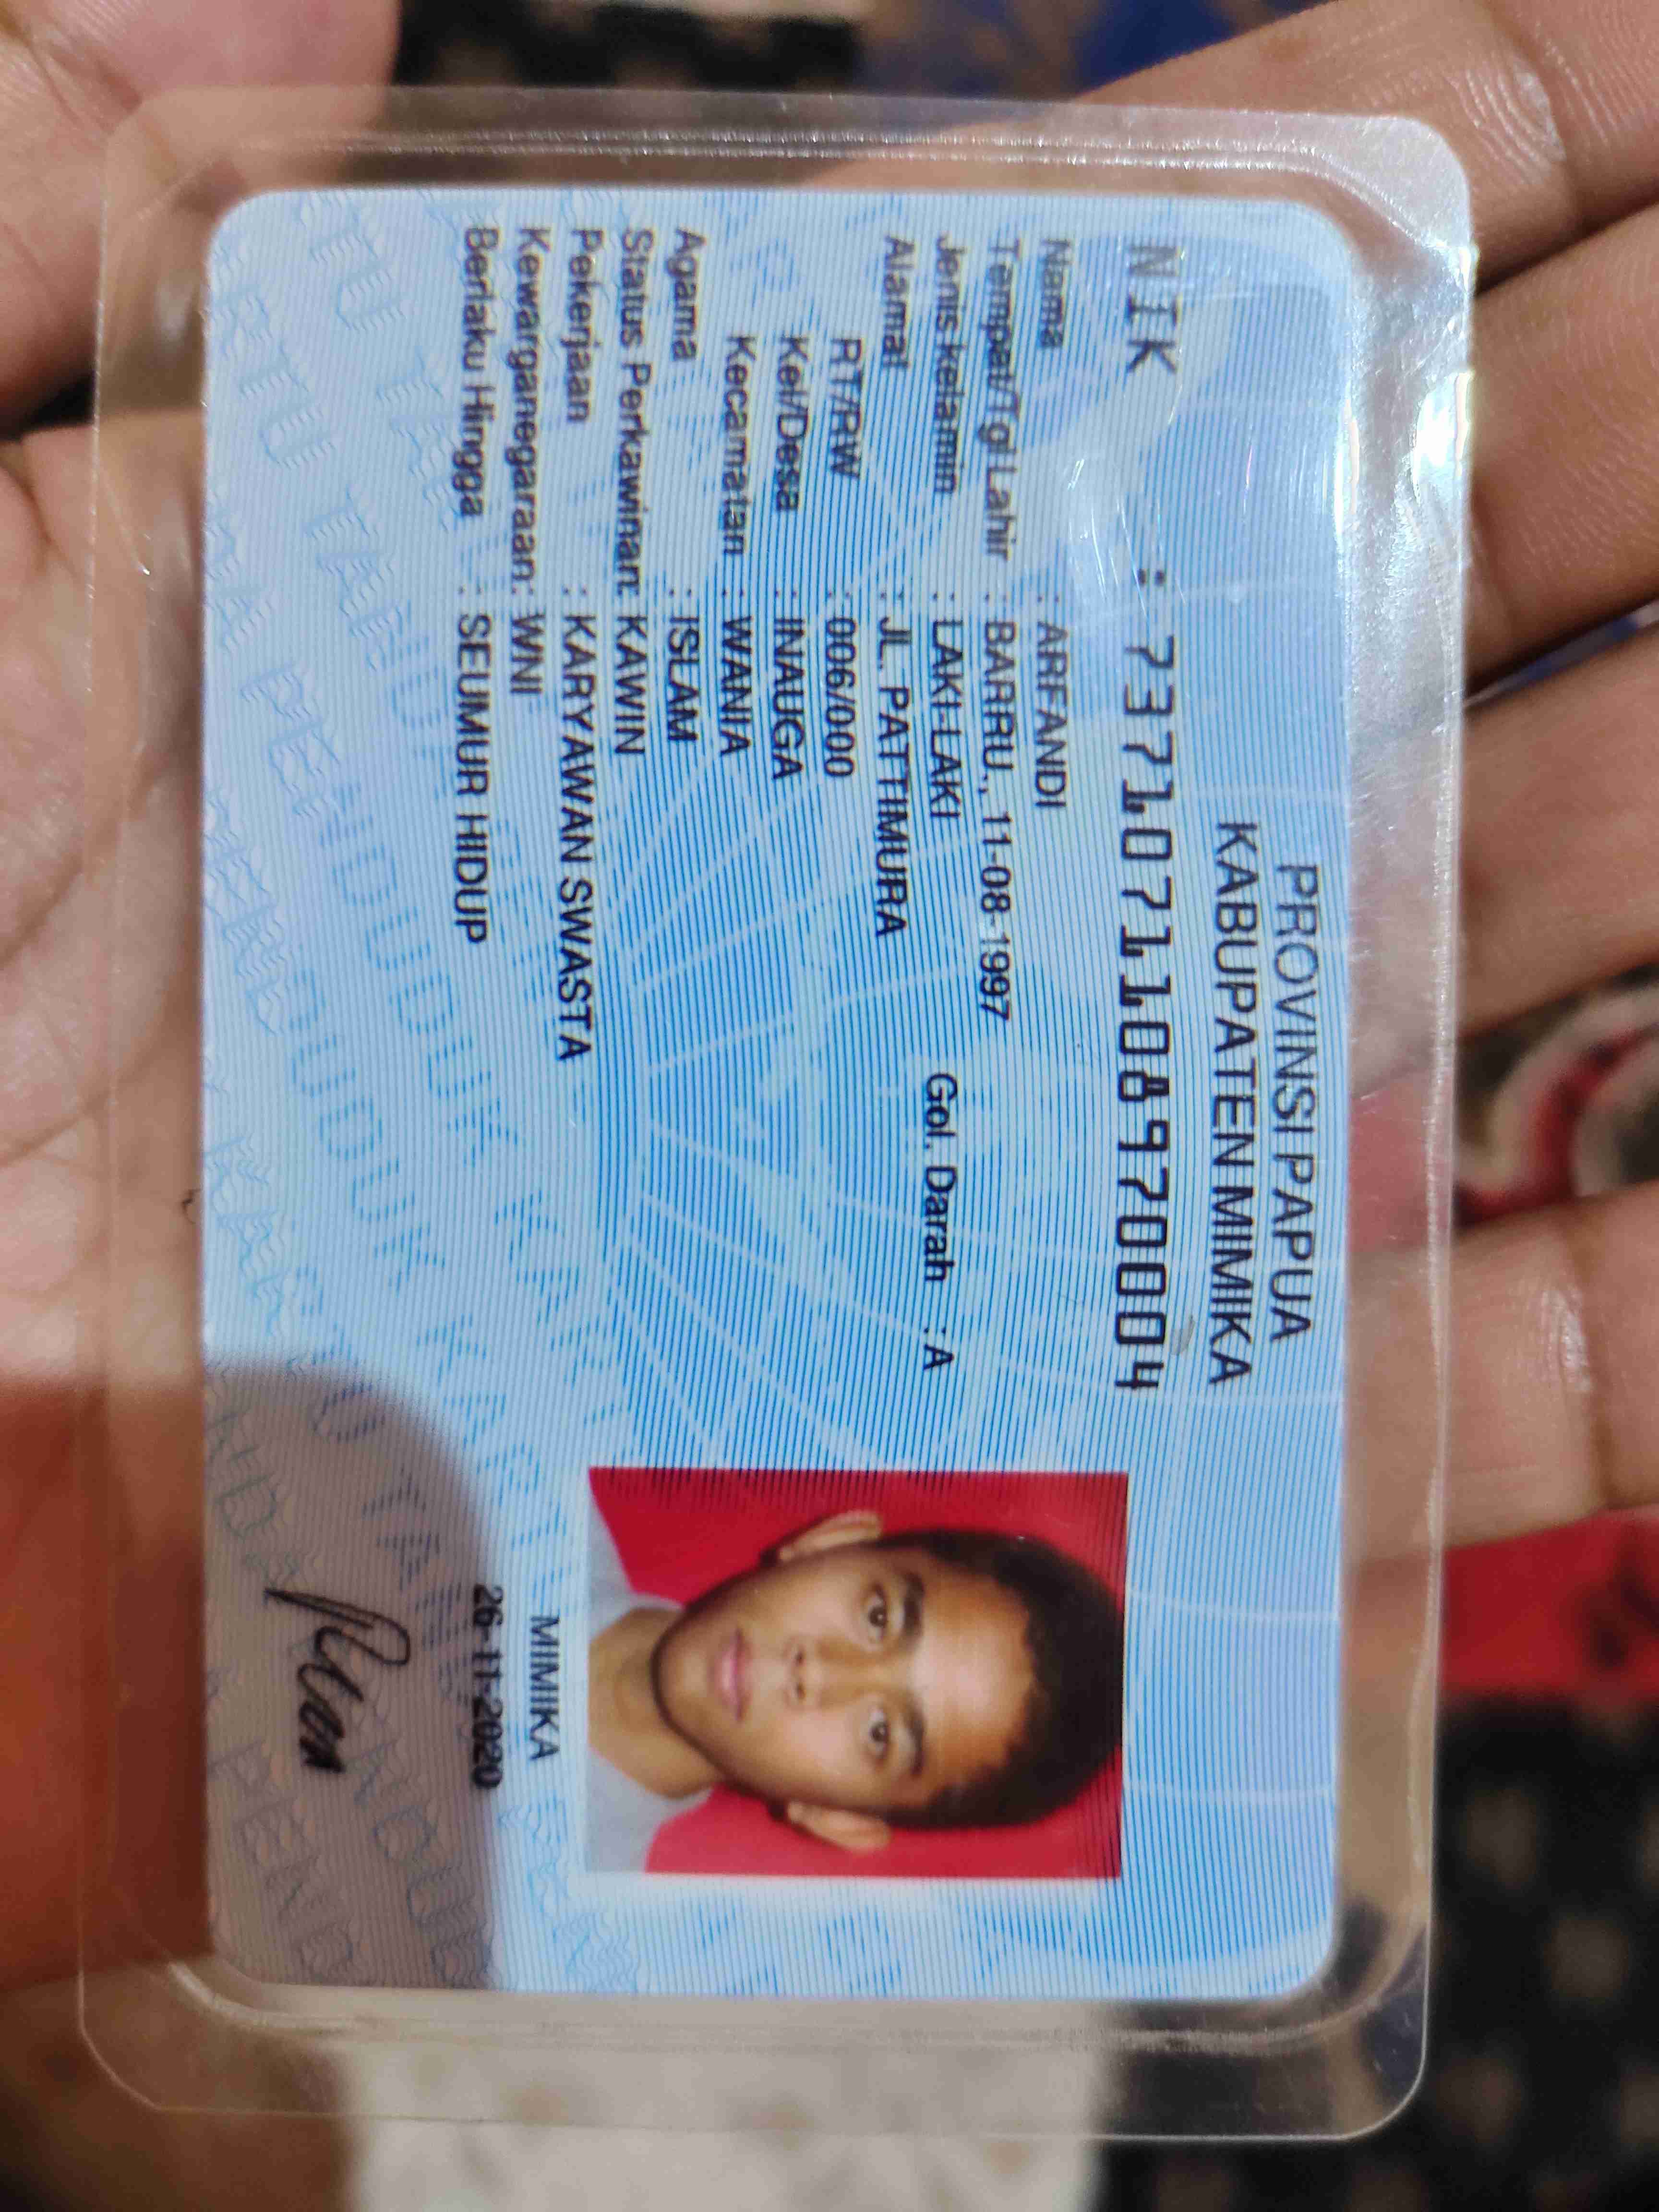 PROVINSI PAPUA
KABUPATEN MIMIKA
NIK : 7371071108970004
Nama : ARFANDI
Tempat/Tgl Lahir : BARRU., 11-08-1997
Jenis kelamin : LAKI-LAKI Gol. Darah : A
Alamat : JL. PATTIMURA
RT/RW : 006/000
Kel/Desa : INAUGA
Kecamatan : WANIA
Agama : ISLAM
Status Perkawinan: KAWIN
Pekerjaan : KARYAWAN SWASTA
Kewarganegaraan: WNI
Berlaku Hingga : SEUMUR HIDUP
MIMIKA
26-11-2020